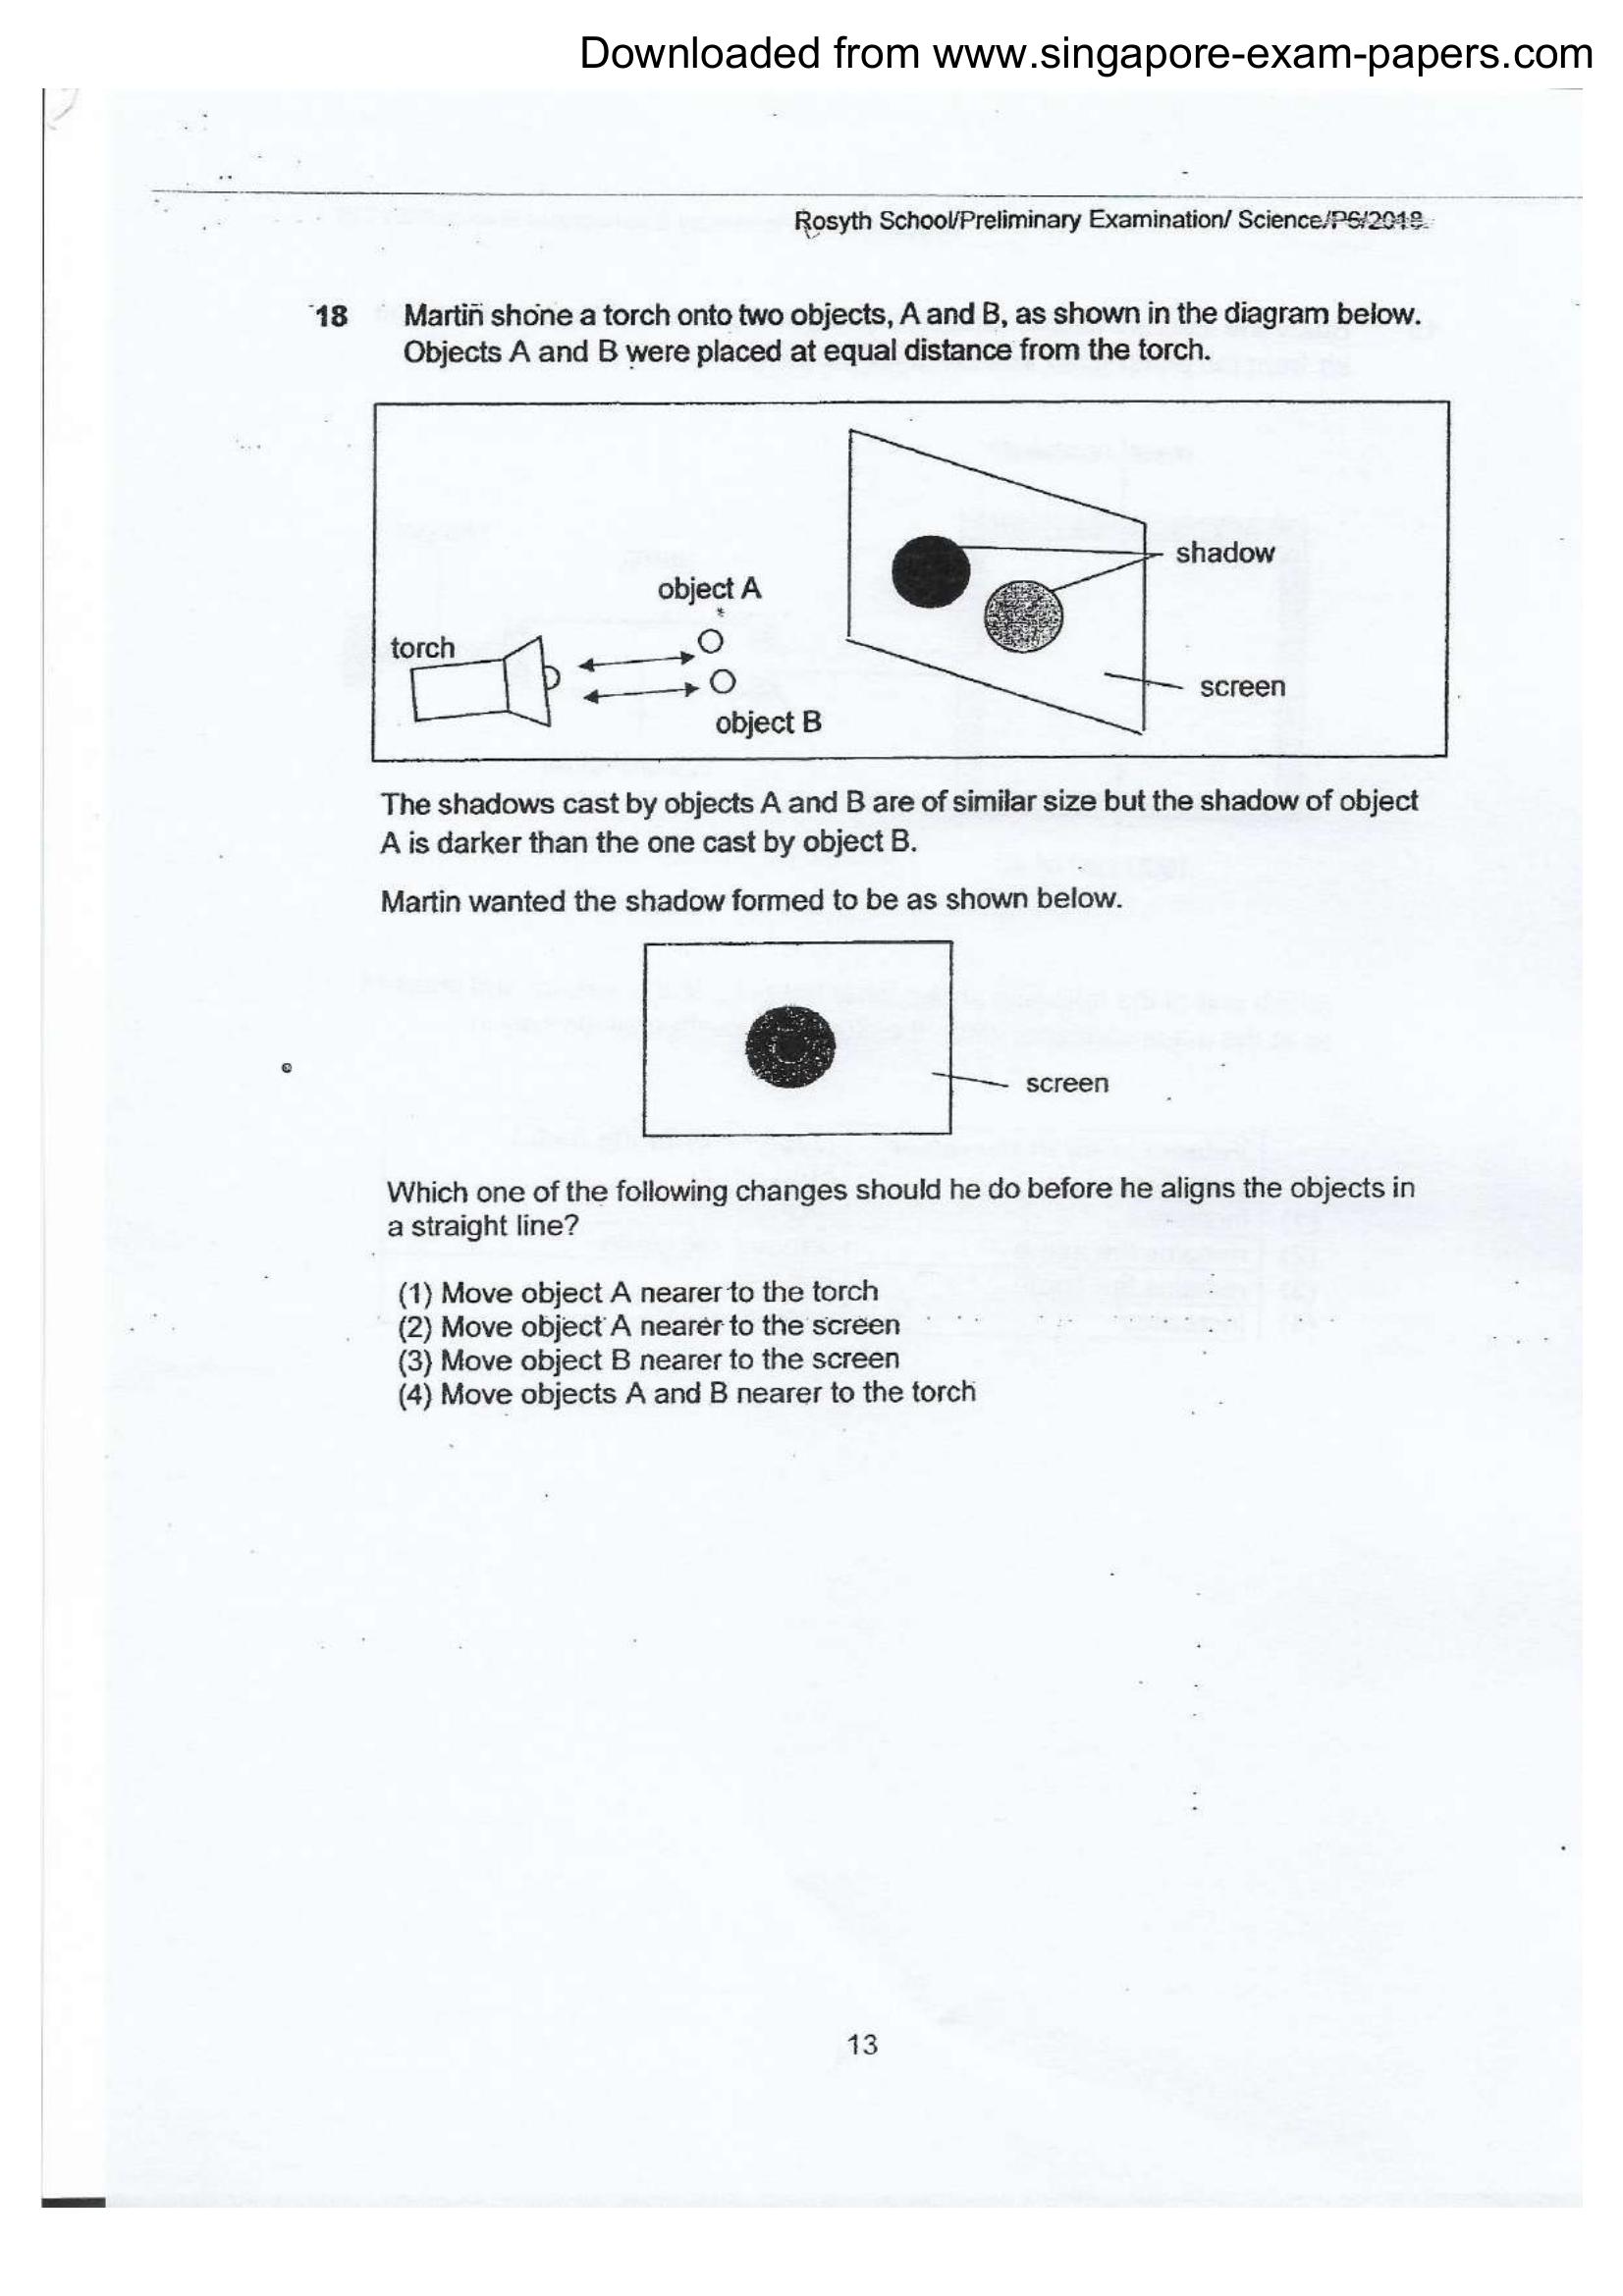 Downloaded from www.singapore-exam-papers.com
Rosyth School/Preliminary Examination/ Science/P6/2018
18 Martin shone a torch onto two objects, A and B, as shown in the diagram below.
Objects A and B were placed at equal distance from the torch.
shadow
object A
torch
screen
object B
The shadows cast by objects A and B are of similar size but the shadow of object
A is darker than the one cast by object B.
Martin wanted the shadow formed to be as shown below.
screen
Which one of the following changes should he do before he aligns the objects in
a straight line?
(1) Move object A nearer to the torch
(2) Move object A nearer to the screen
(3) Move object B nearer to the screen
(4) Move objects A and B nearer to the torch
13